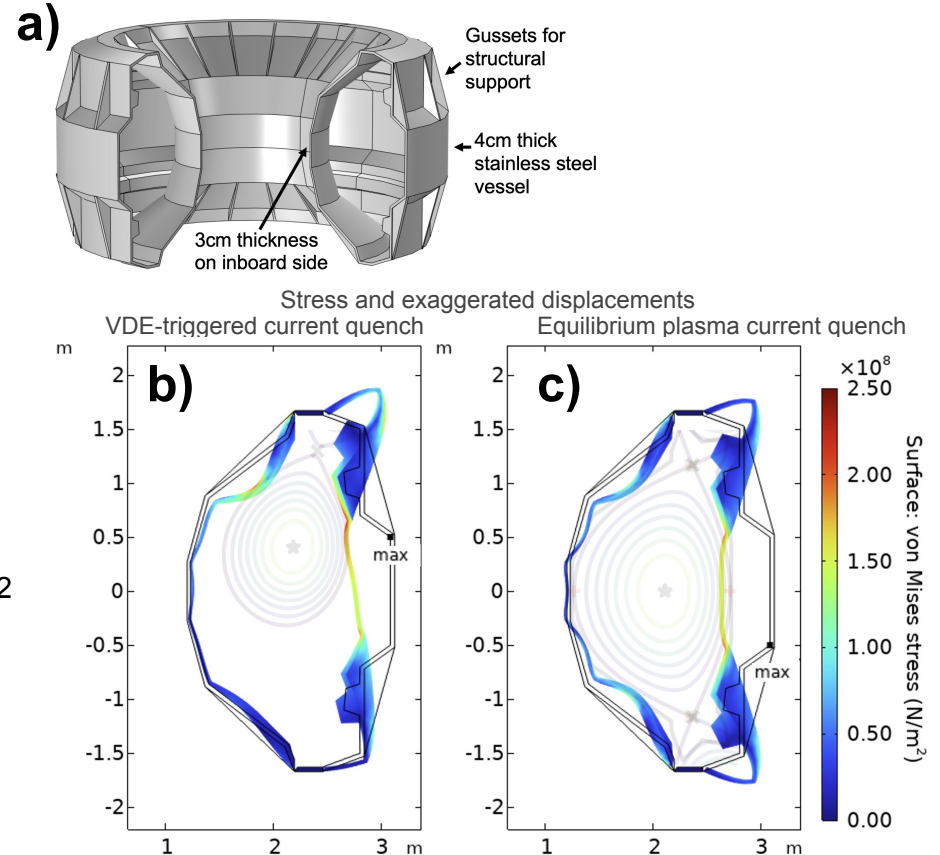 a)
Gussets for
structural
support
4cm thick
stainless steel
vessel
3cm thickness
on inboard side
Stress and exaggerated displacements
VDE-triggered current quench
Equilibrium plasma current quench
m
b)
2
1.5
1
0.5
0
-0.5
-1
-1.5
-2
max
1
2
3
m
m
c)
2
1.5
1
0.5
0
-0.5
-1
-1.5
-2
max
1
2
3
m
×10⁸
2.50
2.00
1.50
1.00
0.50
0.00
Surface: von Mises stress (N/m²)
2